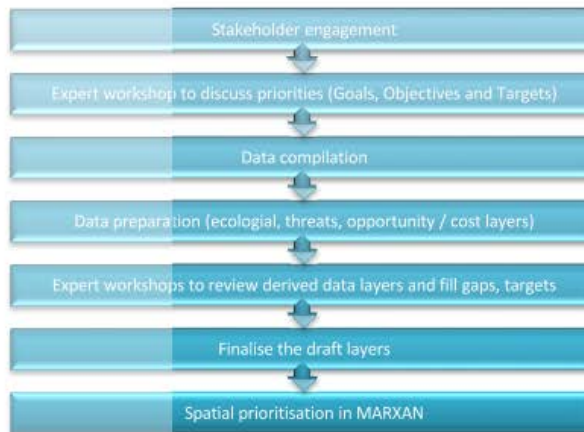 Stakeholder engagement
Expert workshop to discuss priorities (Goals, Objectives and Targets)
Data compilation
Data preparation (ecologial, threats, opportunity / cost layers)
Expert workshops to review derived data layers and fill gaps, targets
Finalise the draft layers
Spatial prioritisation in MARXAN